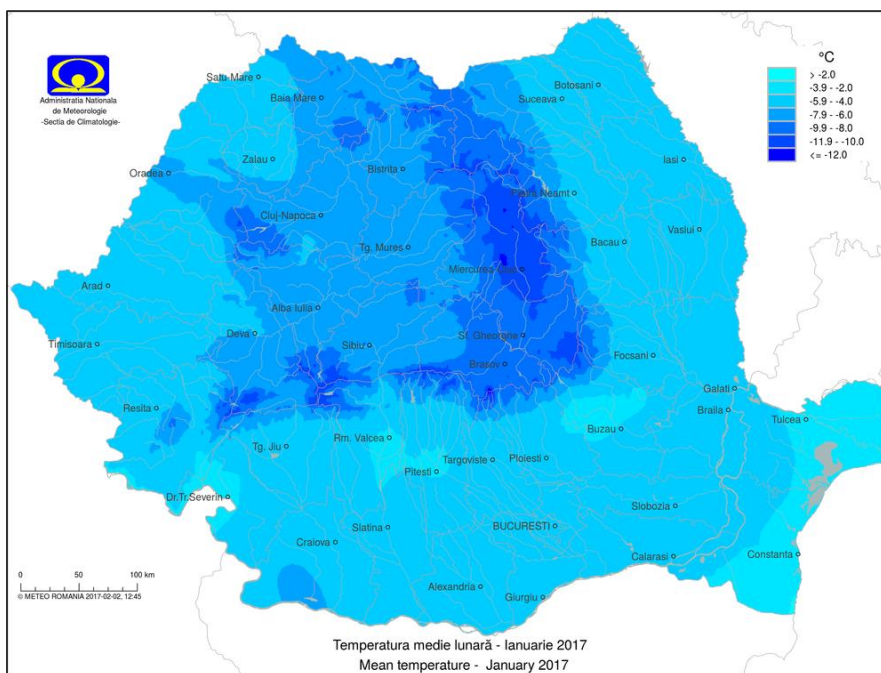 Administratia Nationala
de Meteorologie
-Sectia de Climatologie-
°C
> -2.0
-3.9 - -2.0
-5.9 - -4.0
-7.9 - -6.0
-9.9 - -8.0
-11.9 - -10.0
<= -12.0
Satu-Mare
Baia Mare
Botosani
Suceava
Zalau
Bistrita
Iasi
Oradea
Piatra Neamt
Cluj-Napoca
Vaslui
Tg. Mures
Bacau
Miercurea Ciuc
Arad
Alba Iulia
Deva
Sf. Gheorghe
Timisoara
Sibiu
Focsani
Brasov
Galati
Resita
Braila
Tulcea
Buzau
Rm. Valcea
Tg. Jiu
Targoviste
Ploiesti
Pitesti
Dr.Tr.Severin
Slobozia
Slatina
BUCURESTI
Craiova
Calarasi
Constanta
0 50 100 km
Alexandria
Giurgiu
© METEO ROMANIA 2017-02-02, 12:45
Temperatura medie lunară - Ianuarie 2017
Mean temperature - January 2017